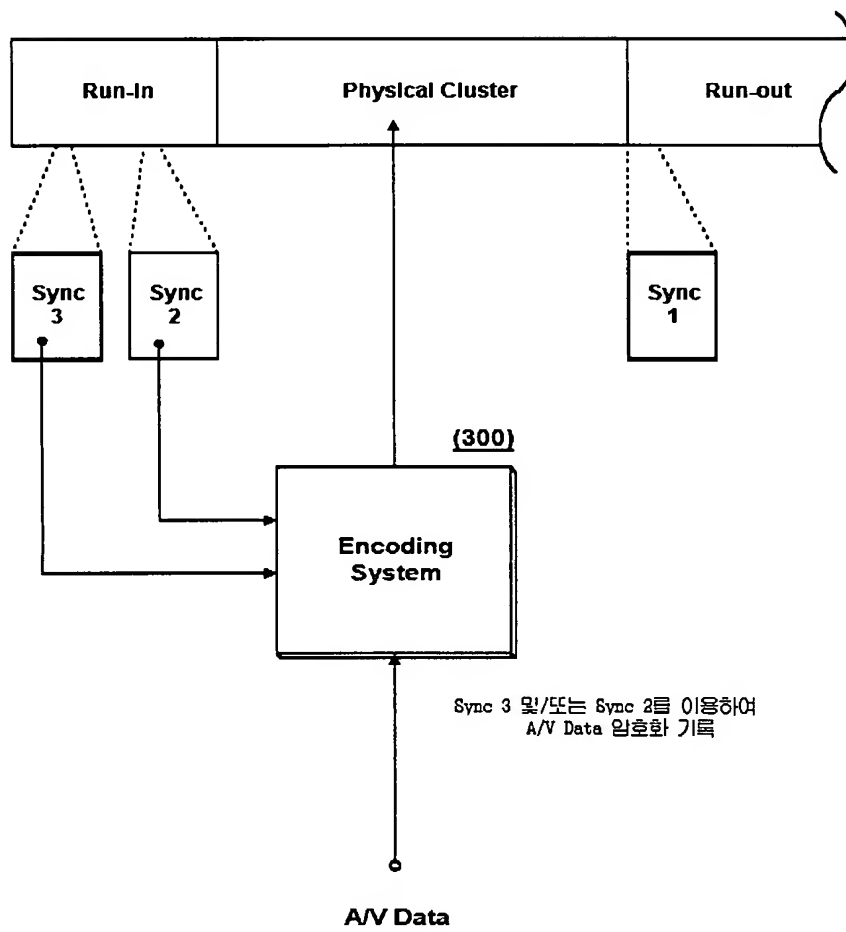 Run-in
Physical Cluster
Run-out
Sync
3
Sync
2
Sync
1
(300)
Encoding
System
Sync 3 및/또는 Sync 2를 이용하여
A/V Data 암호화 기록
A/V Data